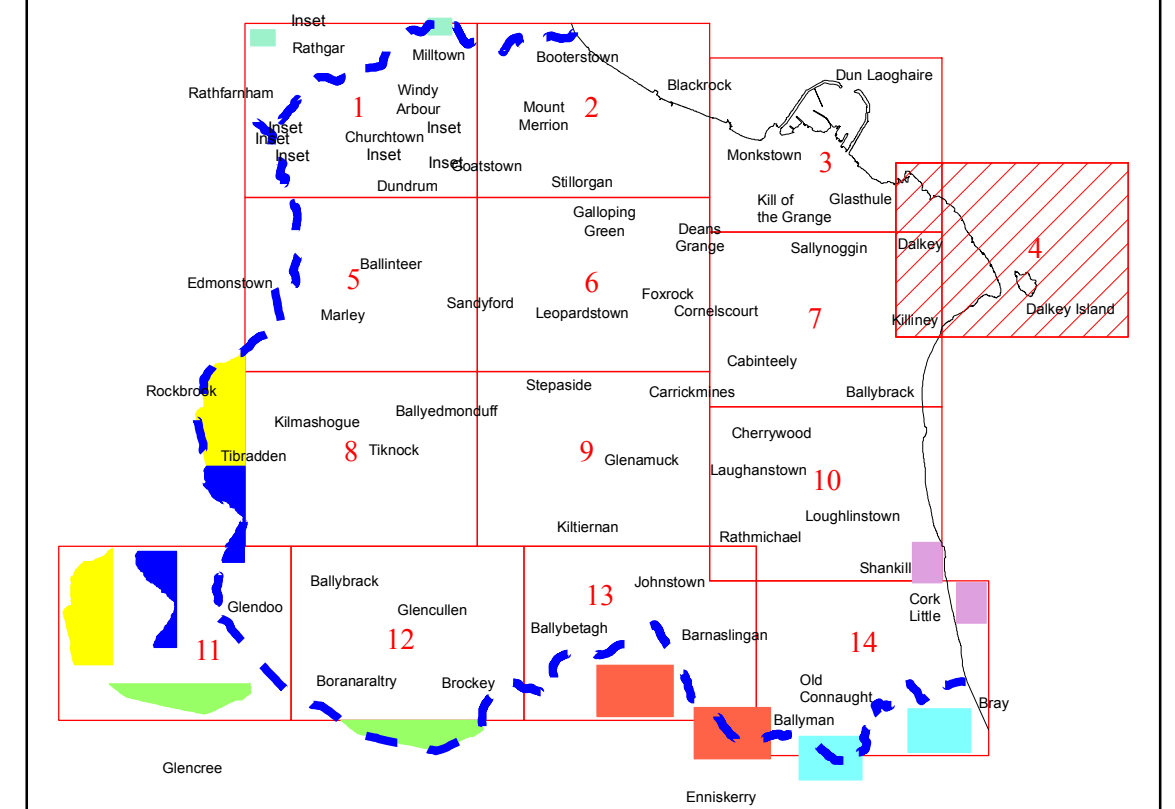 Inset
Rathgar
Milltown
Booterstown
Dun Laoghaire
Blackrock
Rathfarnham
Windy
Arbour
1
Mount
Merrion
2
Inset
Inset
Inset
Churchtown
Inset
Inset
Inset
Goatstown
Monkstown
3
Dundrum
Stillorgan
Kill of
the Grange
Glasthule
Galloping
Green
Deans
Grange
Sallynoggin
Dalkey
4
Ballinteer
5
6
Edmonstown
Sandyford
Foxrock
Leopardstown
Cornelscourt
Marley
7
Killiney
Dalkey Island
Cabinteely
Rockbrook
Stepaside
Carrickmines
Ballybrack
Ballyedmonduff
Kilmashogue
Cherrywood
Tibradden
8
Tiknock
9
Glenamuck
Laughanstown
10
Kiltiernan
Loughlinstown
Rathmichael
Shankill
Ballybrack
Johnstown
13
Glendoo
Glencullen
Cork
Little
11
12
Ballybetagh
Barnaslingan
14
Boranaraltry
Brockey
Old
Connaught
Bray
Ballyman
Glencree
Enniskerry